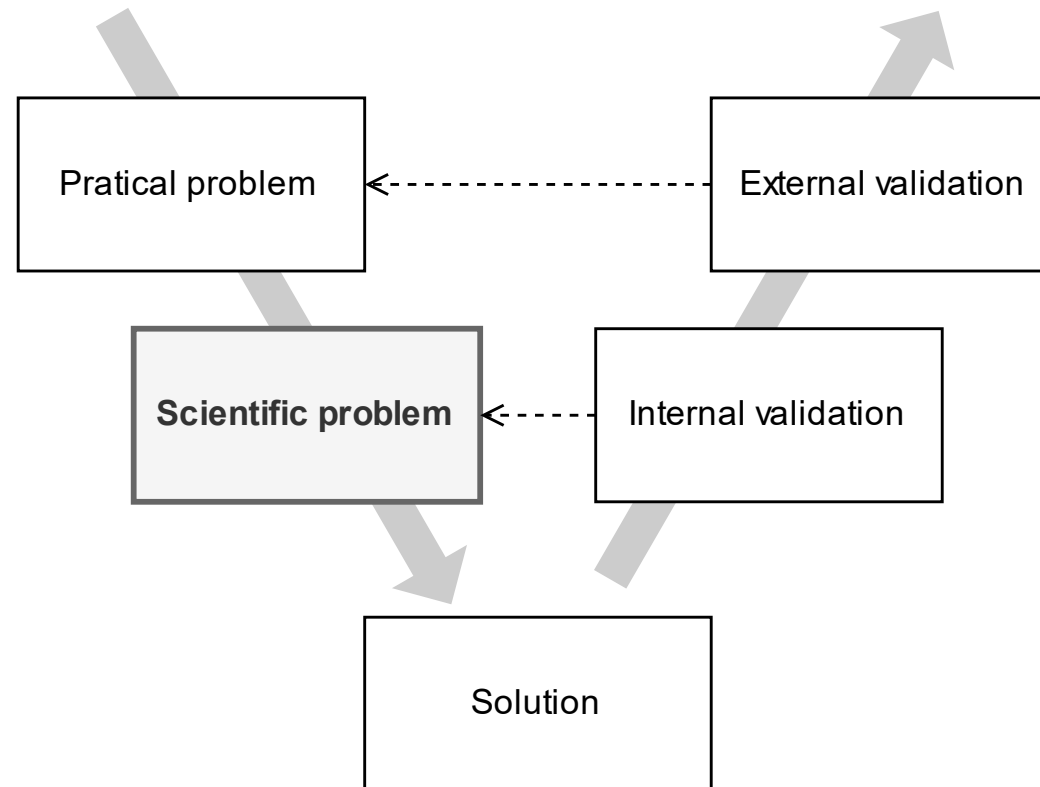 Pratical problem
External validation
Scientific problem
Internal validation
Solution